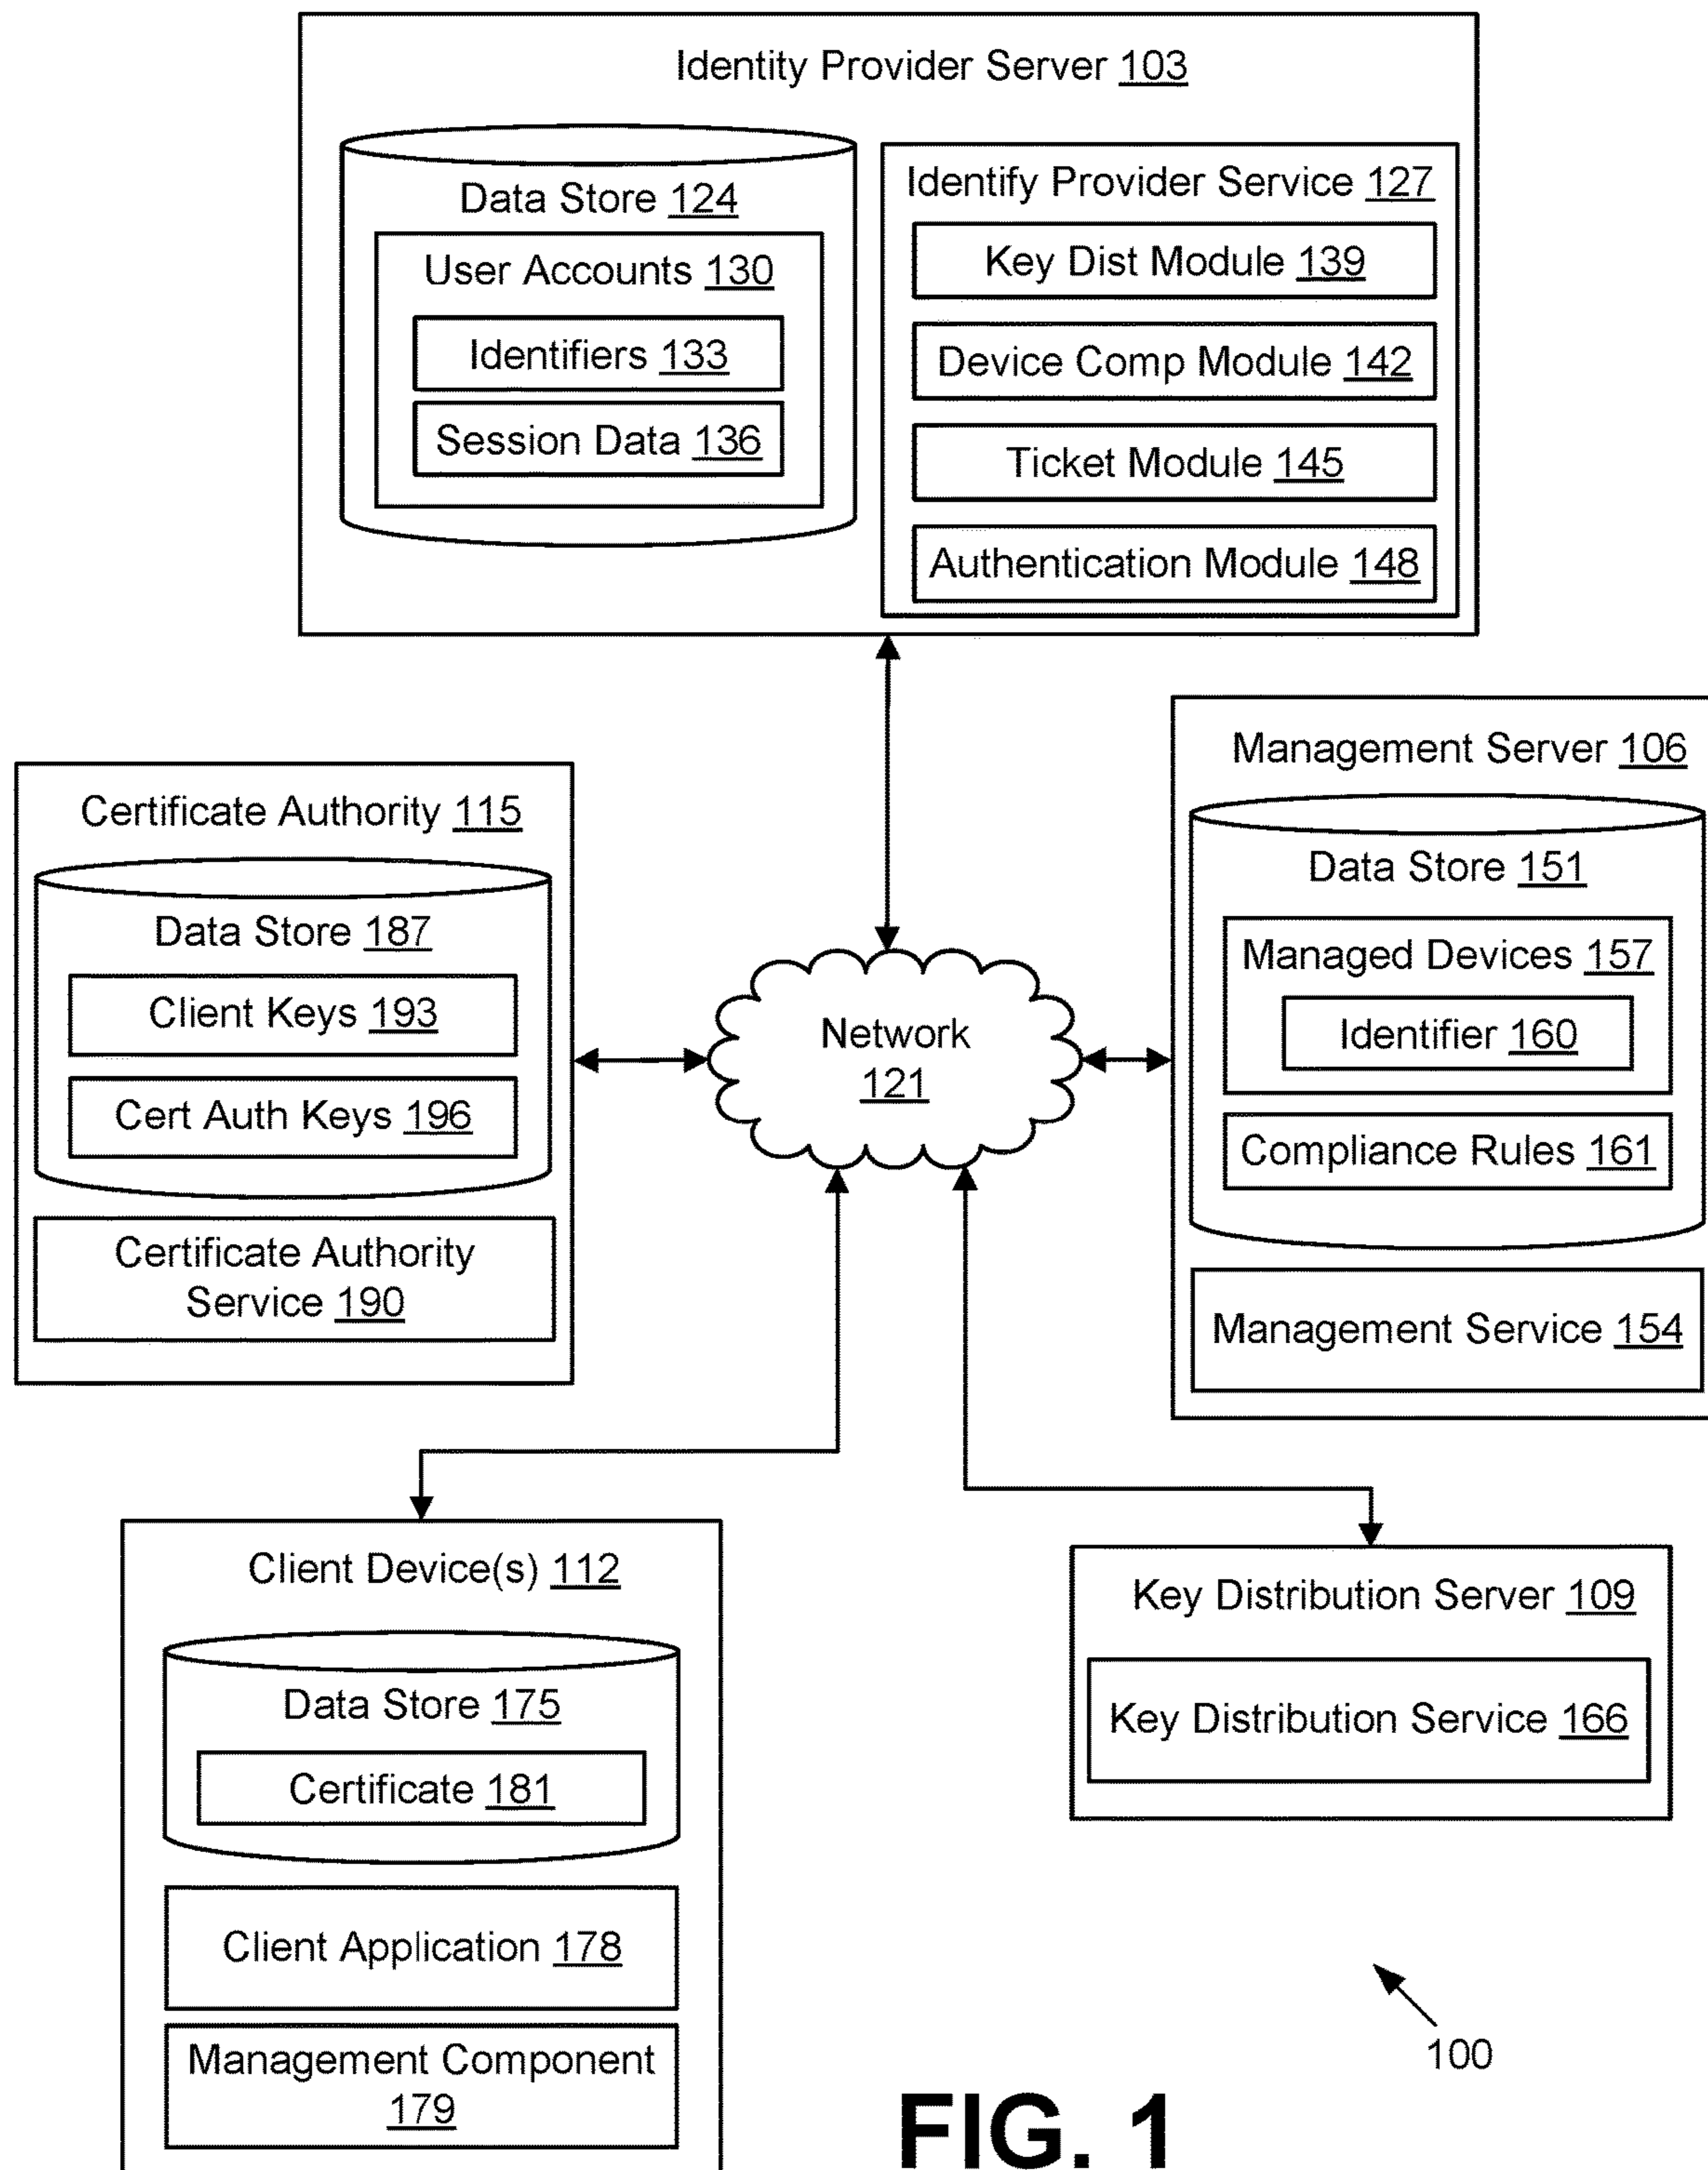 Identity Provider Server 103
Data Store 124
User Accounts 130
Identifiers 133
Session Data 136
Identify Provider Service 127
Key Dist Module 139
Device Comp Module 142
Ticket Module 145
Authentication Module 148
Certificate Authority 115
Data Store 187
Client Keys 193
Cert Auth Keys 196
Certificate Authority
Service 190
Network
121
Management Server 106
Data Store 151
Managed Devices 157
Identifier 160
Compliance Rules 161
Management Service 154
Client Device(s) 112
Data Store 175
Certificate 181
Client Application 178
Management Component
179
Key Distribution Server 109
Key Distribution Service 166
100
FIG. 1